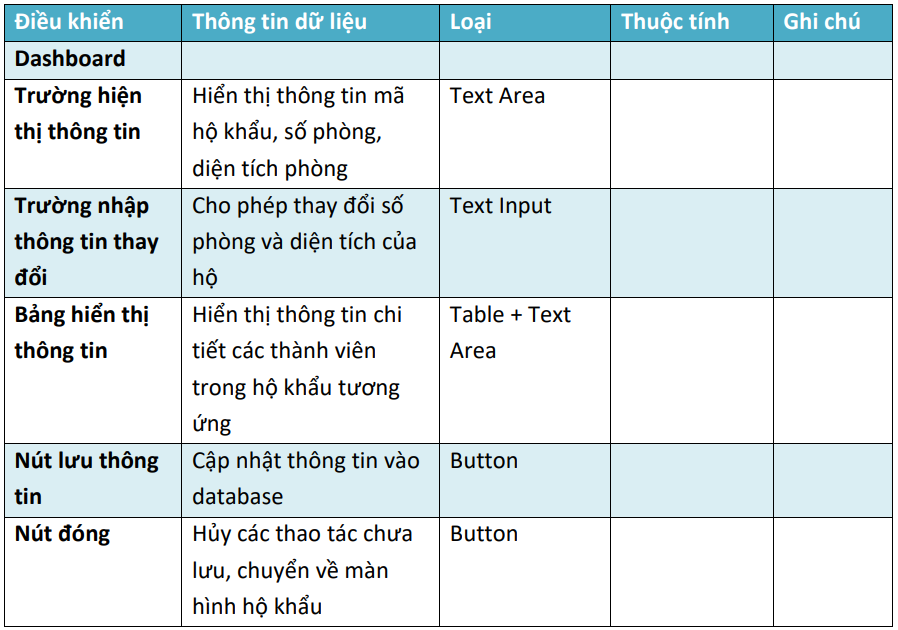 Điều khiển Thông tin dữ liệu Loại Thuộc tính Ghi chú
Dashboard
Trường hiện Hiển thị thông tin mã Text Area
thị thông tin hộ khẩu, số phòng,
diện tích phòng
Trường nhập Cho phép thay đổi số Text Input
thông tin thay phòng và diện tích của
đổi hộ
Bảng hiển thị Hiển thị thông tin chi Table + Text
thông tin tiết các thành viên Area
trong hộ khẩu tương
ứng
Nút lưu thông Cập nhật thông tin vào Button
tin database
Nút đóng Hủy các thao tác chưa Button
lưu, chuyển về màn
hình hộ khẩu